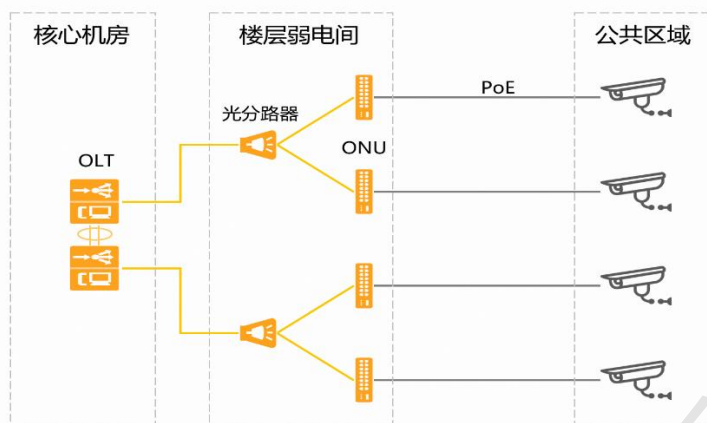 核心机房
楼层弱电间
公共区域
光分路器
PoE
OLT
ONU